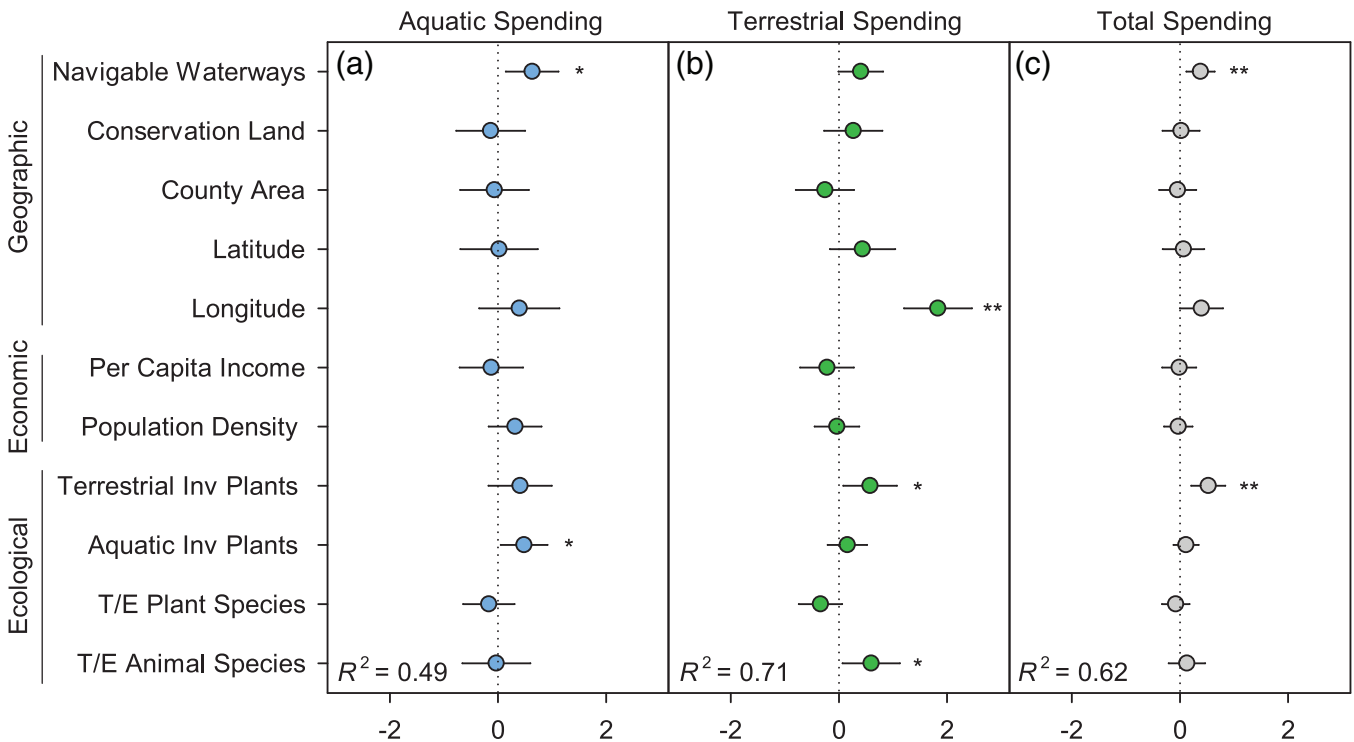 Aquatic Spending Terrestrial Spending Total Spending
(a) (b) (c)
Geographic
Navigable Waterways * **
Conservation Land
County Area
Latitude
Longitude **
Economic
Per Capita Income
Population Density
Ecological
Terrestrial Inv Plants * **
Aquatic Inv Plants *
T/E Plant Species
T/E Animal Species *
R² = 0.49 R² = 0.71 R² = 0.62
-2 0 2 -2 0 2 -2 0 2